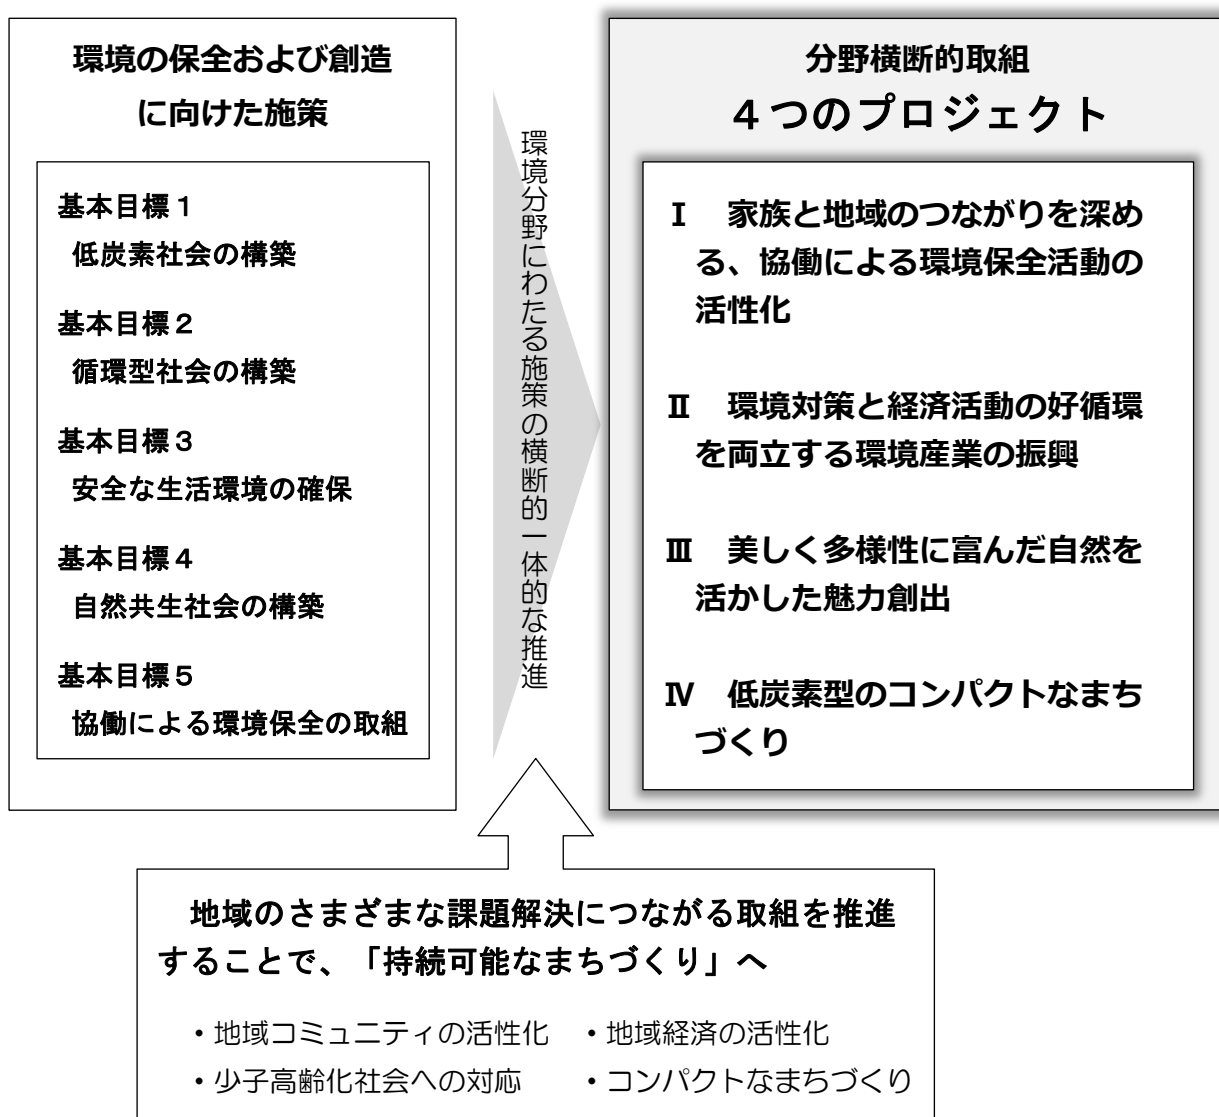 環境の保全および創造
に向けた施策
基本目標１
低炭素社会の構築
基本目標２
循環型社会の構築
基本目標３
安全な生活環境の確保
基本目標４
自然共生社会の構築
基本目標５
協働による環境保全の取組
環境分野にわたる施策の横断的一体的な推進
分野横断的取組
４つのプロジェクト
Ⅰ　家族と地域のつながりを深め
る、協働による環境保全活動の
活性化
Ⅱ　環境対策と経済活動の好循環
を両立する環境産業の振興
Ⅲ　美しく多様性に富んだ自然を
活かした魅力創出
Ⅳ　低炭素型のコンパクトなまち
づくり
地域のさまざまな課題解決につながる取組を推進
することで、「持続可能なまちづくり」へ
・地域コミュニティの活性化　・地域経済の活性化
・少子高齢化社会への対応　・コンパクトなまちづくり